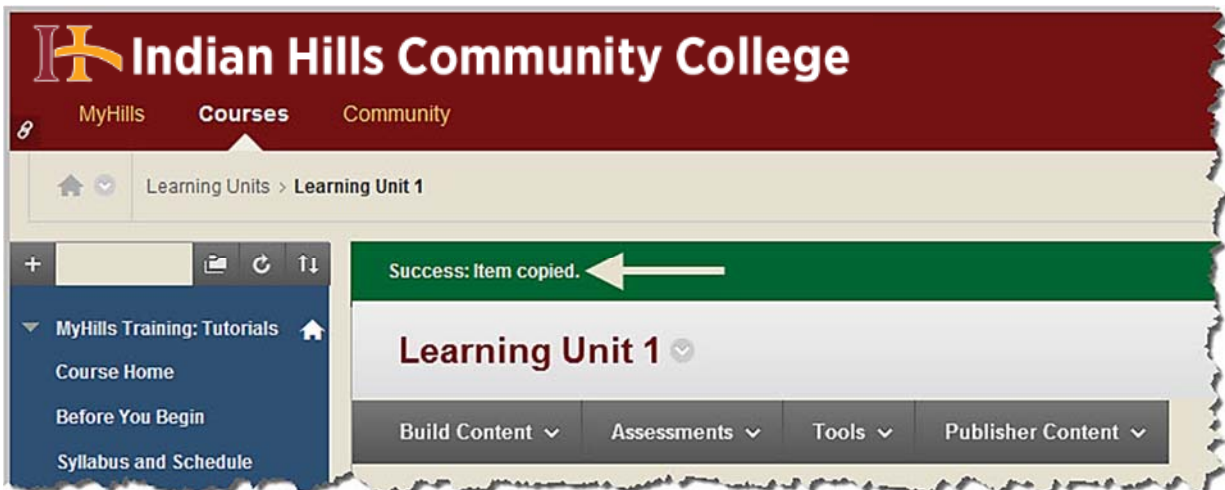 Indian Hills Community College
MyHills Courses Community
Learning Units > Learning Unit 1
Success: Item copied.
MyHills Training: Tutorials
Course Home
Before You Begin
Syllabus and Schedule
Learning Unit 1
Build Content Assessments Tools Publisher Content